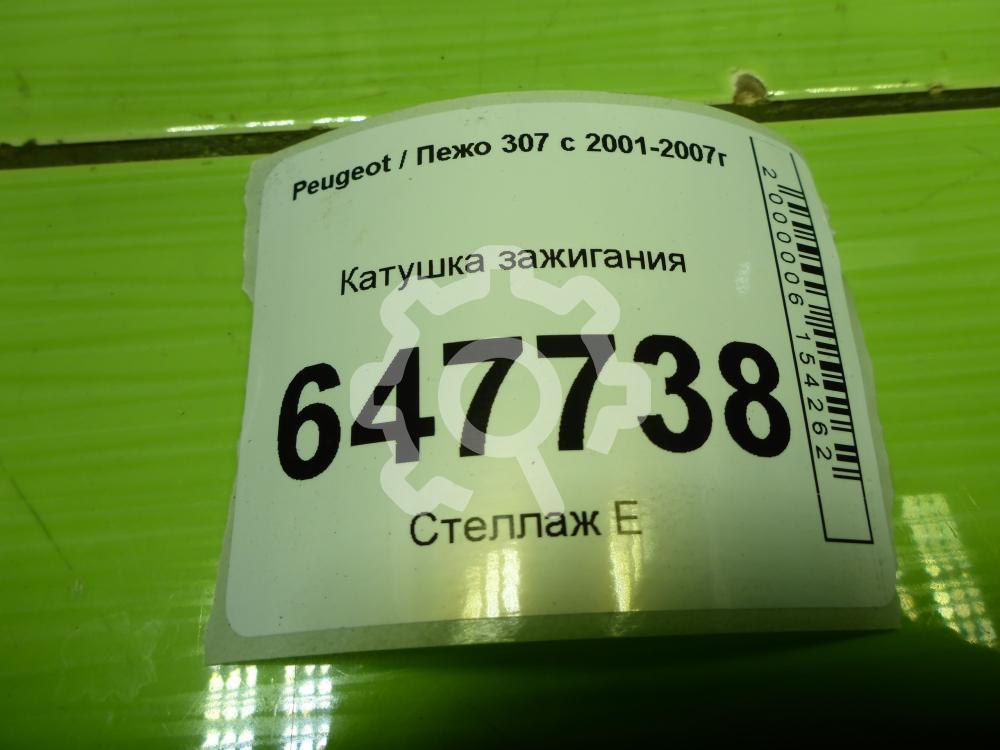 Peugeot / Пежо 307 с 2001-2007г
Катушка зажигания
647738
Стеллаж Е
2000006154262